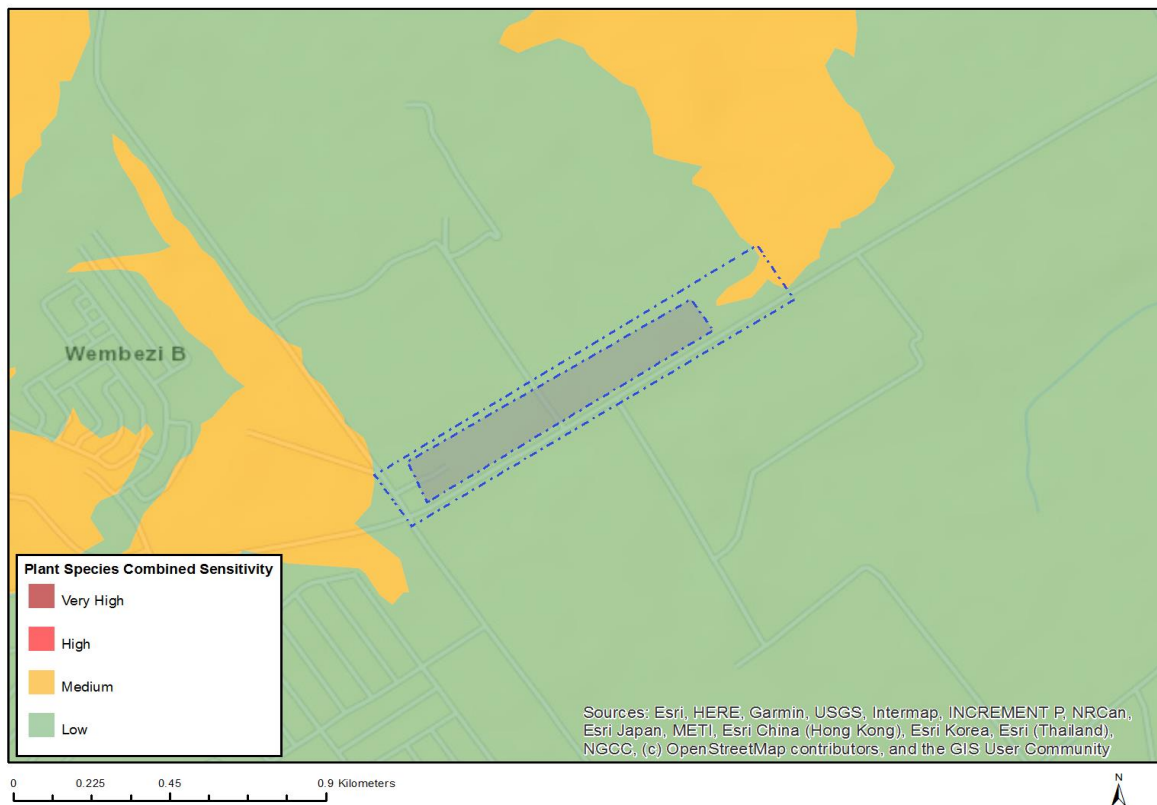 Wembezi B
Plant Species Combined Sensitivity
Very High
High
Medium
Low
Sources: Esri, HERE, Garmin, USGS, Intermap, INCREMENT P, NRCan,
Esri Japan, METI, Esri China (Hong Kong), Esri Korea, Esri (Thailand),
NGCC, (c) OpenStreetMap contributors, and the GIS User Community
0 0.225 0.45 0.9 Kilometers
N